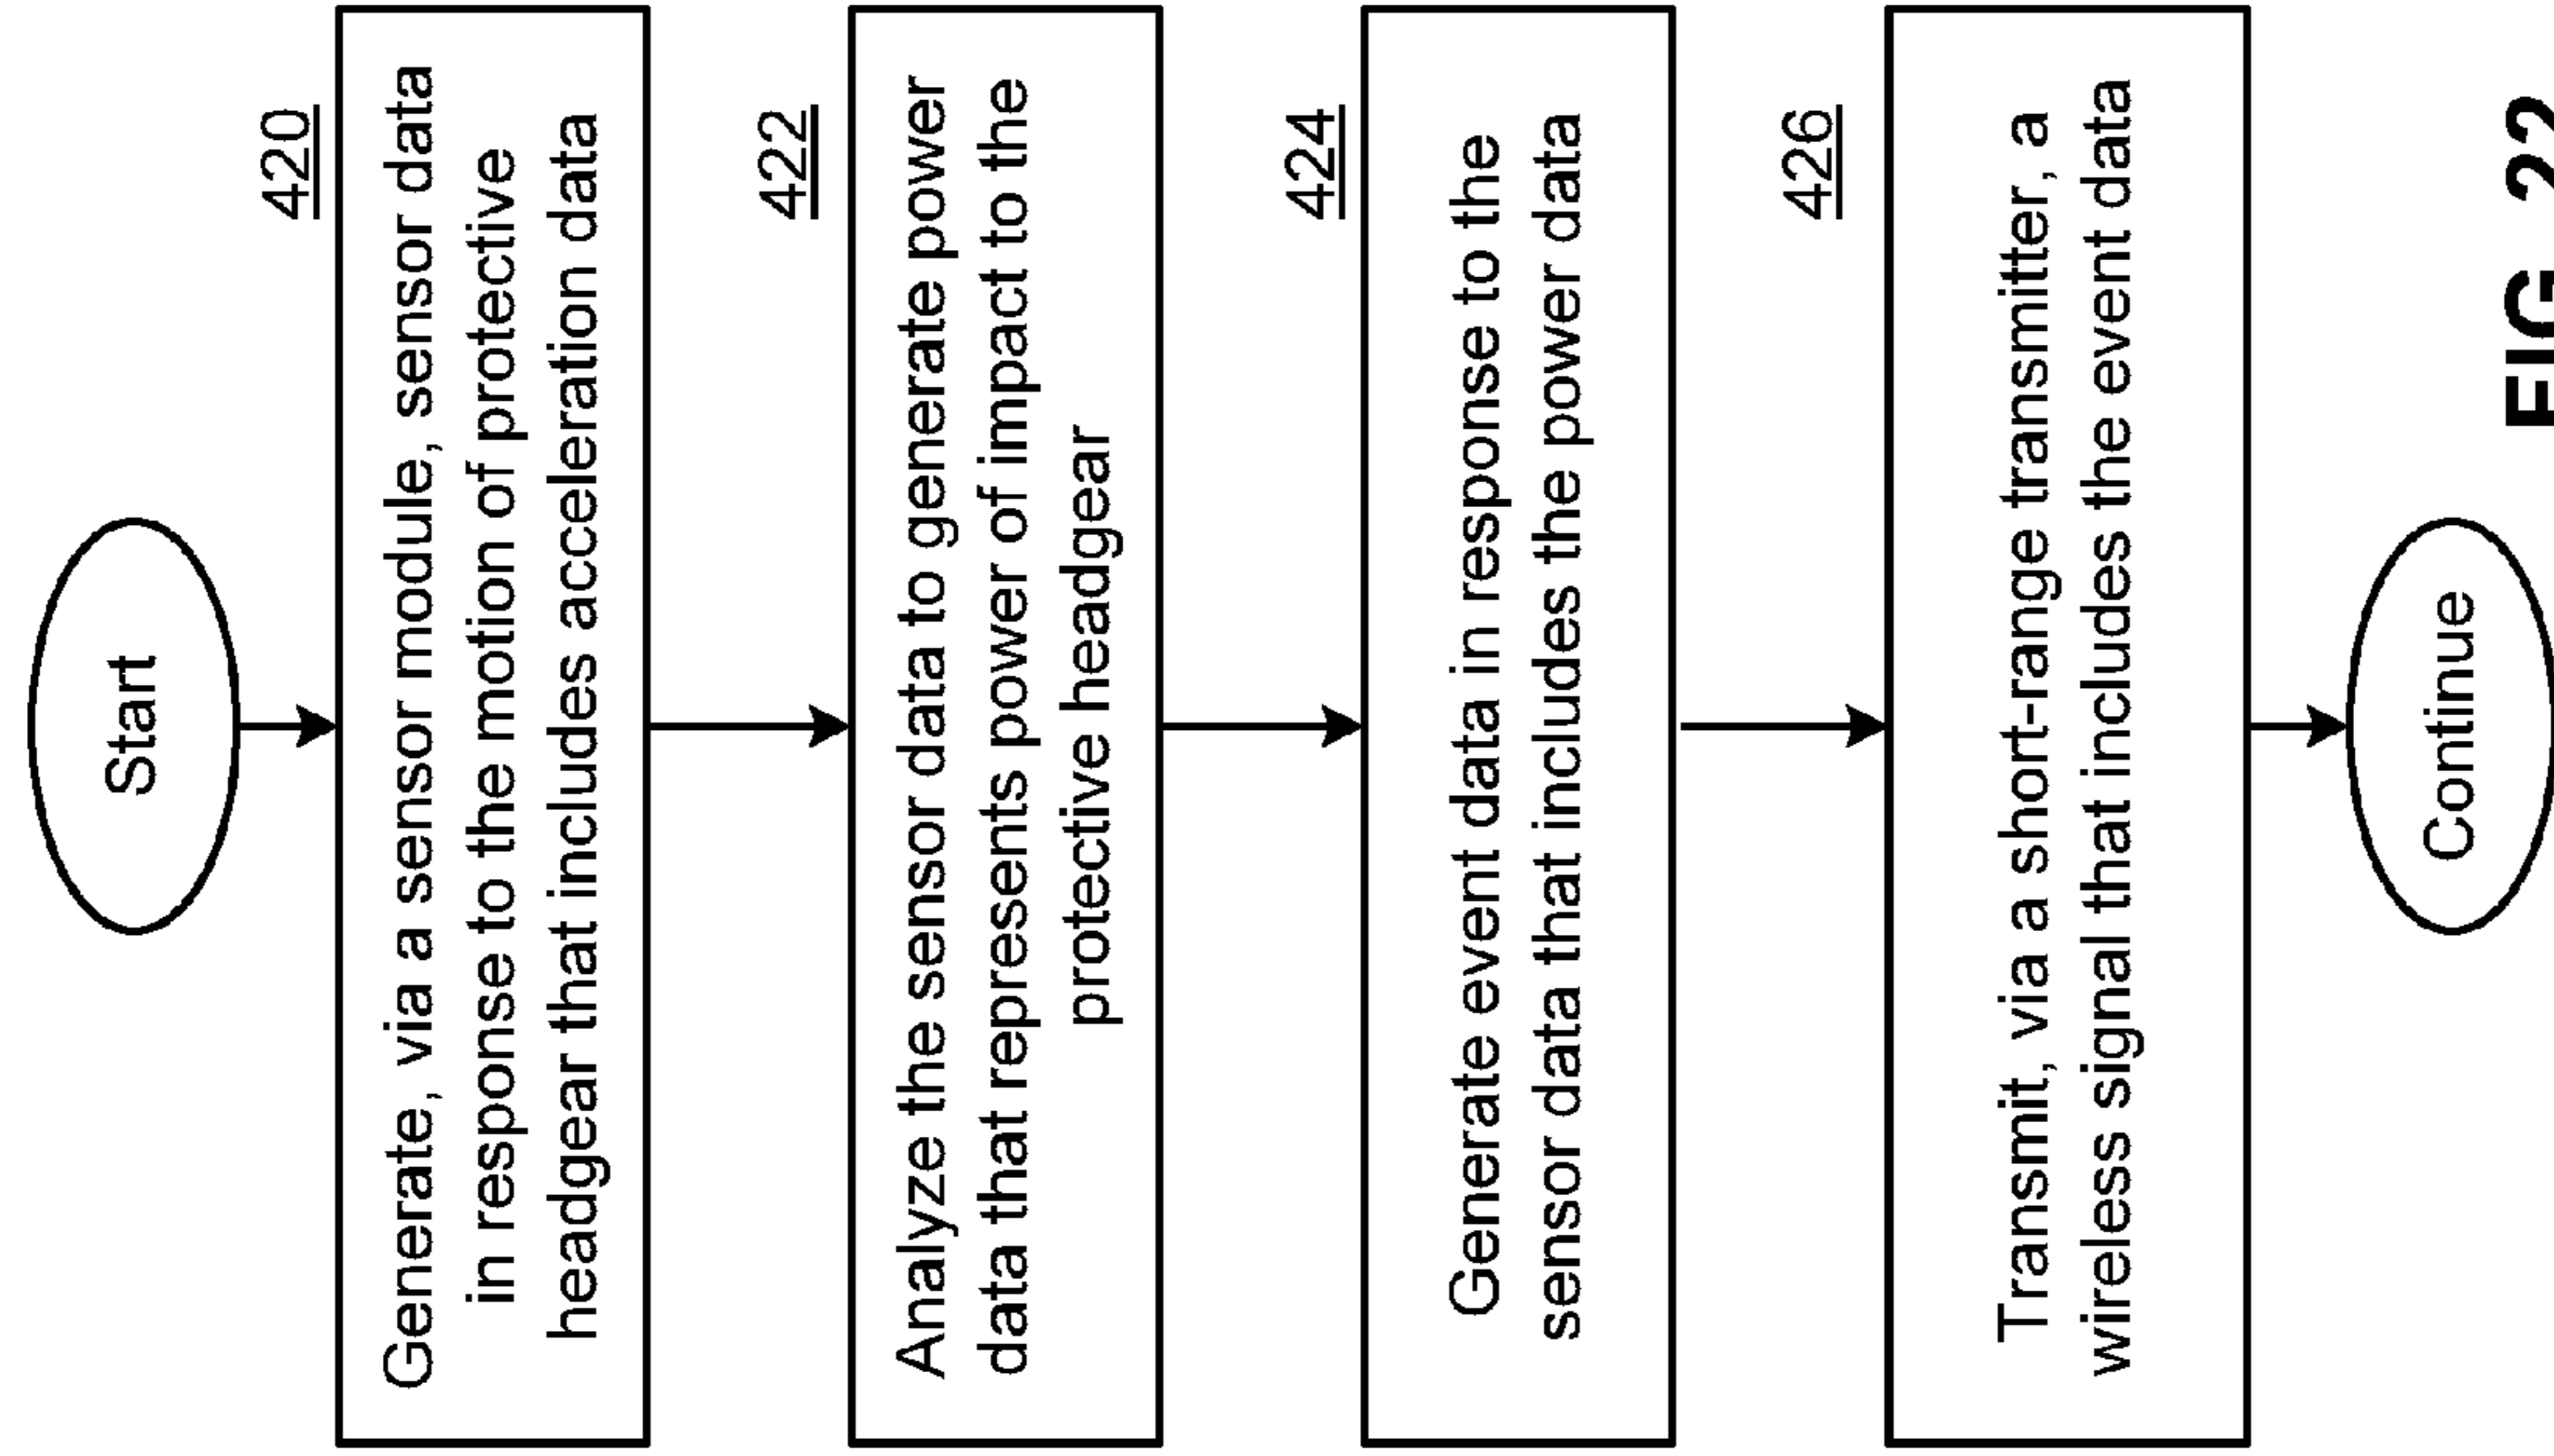 Start
420
Generate, via a sensor module, sensor data
in response to the motion of protective
headgear that includes acceleration data
422
Analyze the sensor data to generate power
data that represents power of impact to the
protective headgear
424
Generate event data in response to the
sensor data that includes the power data
426
Transmit, via a short-range transmitter, a
wireless signal that includes the event data
Continue
FIG. 22